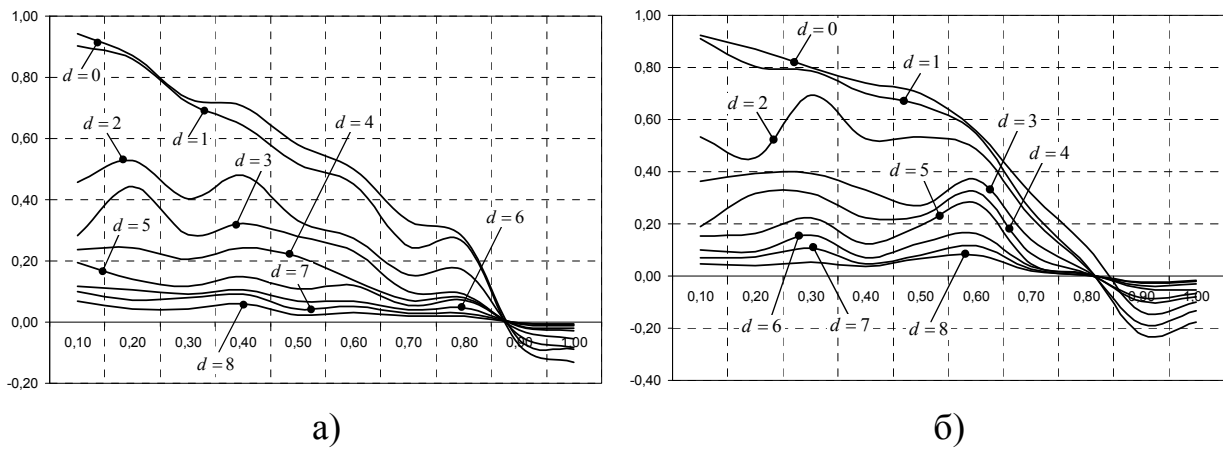 1,00
0,80
0,60
0,40
0,20
0,00
-0,20
0,10 0,20 0,30 0,40 0,50 0,60 0,70 0,80 0,90 1,00
d = 0
d = 1
d = 2
d = 3
d = 4
d = 5
d = 6
d = 7
d = 8
а)
1,00
0,80
0,60
0,40
0,20
0,00
-0,20
-0,40
0,10 0,20 0,30 0,40 0,50 0,60 0,70 0,80 0,90 1,00
d = 0
d = 1
d = 2
d = 3
d = 4
d = 5
d = 6
d = 7
d = 8
б)